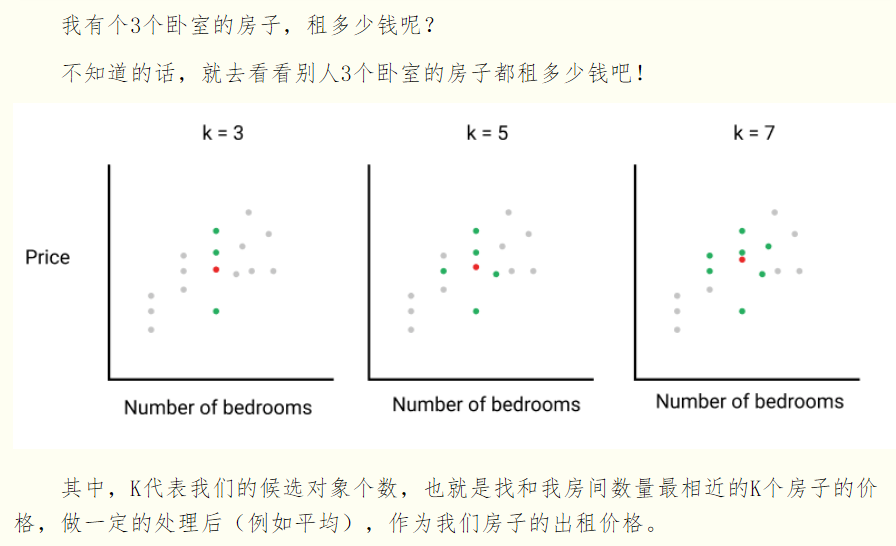 我有个3个卧室的房子，租多少钱呢？
不知道的话，就去看看别人3个卧室的房子都租多少钱吧！
k = 3
k = 5
k = 7
Price
Number of bedrooms
Number of bedrooms
Number of bedrooms
其中，K代表我们的候选对象个数，也就是找和我房间数量最相近的K个房子的价
格，做一定的处理后（例如平均），作为我们房子的出租价格。